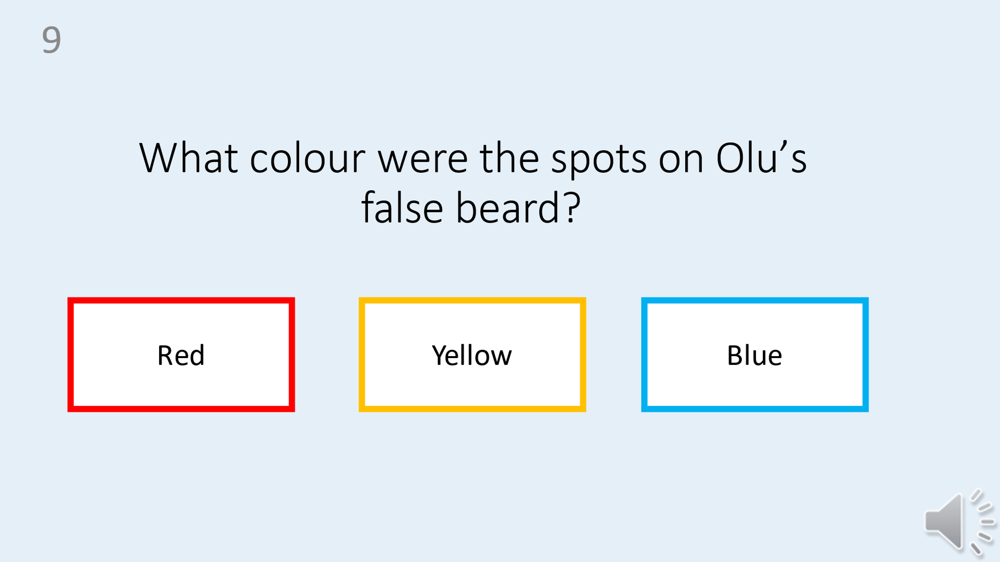 9
What colour were the spots on Olu’s
false beard?
Red
Yellow
Blue